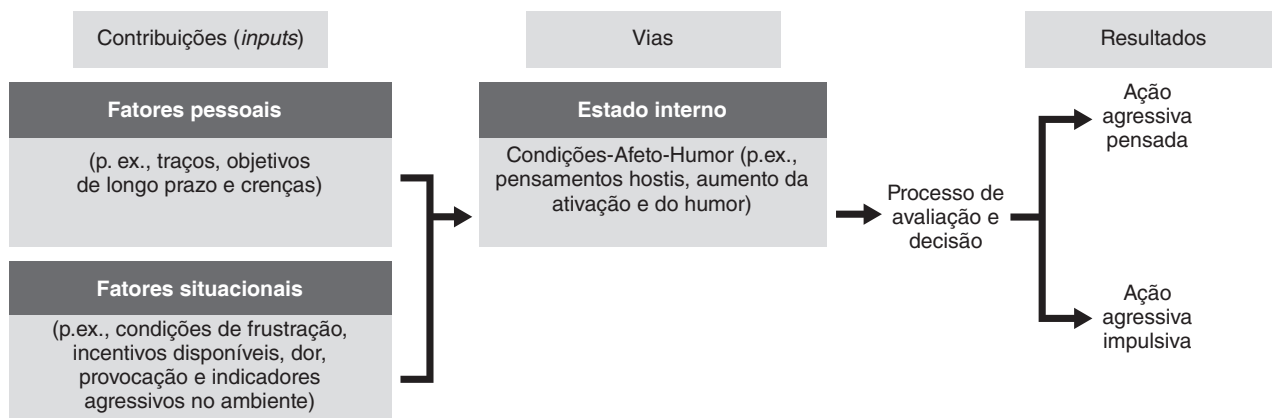 Contribuições (inputs)
Vias
Resultados
Fatores pessoais
(p. ex., traços, objetivos
de longo prazo e crenças)
Fatores situacionais
(p.ex., condições de frustração,
incentivos disponíveis, dor,
provocação e indicadores
agressivos no ambiente)
Estado interno
Condições-Afeto-Humor (p.ex.,
pensamentos hostis, aumento da
ativação e do humor)
Processo de
avaliação e
decisão
Ação
agressiva
pensada
Ação
agressiva
impulsiva